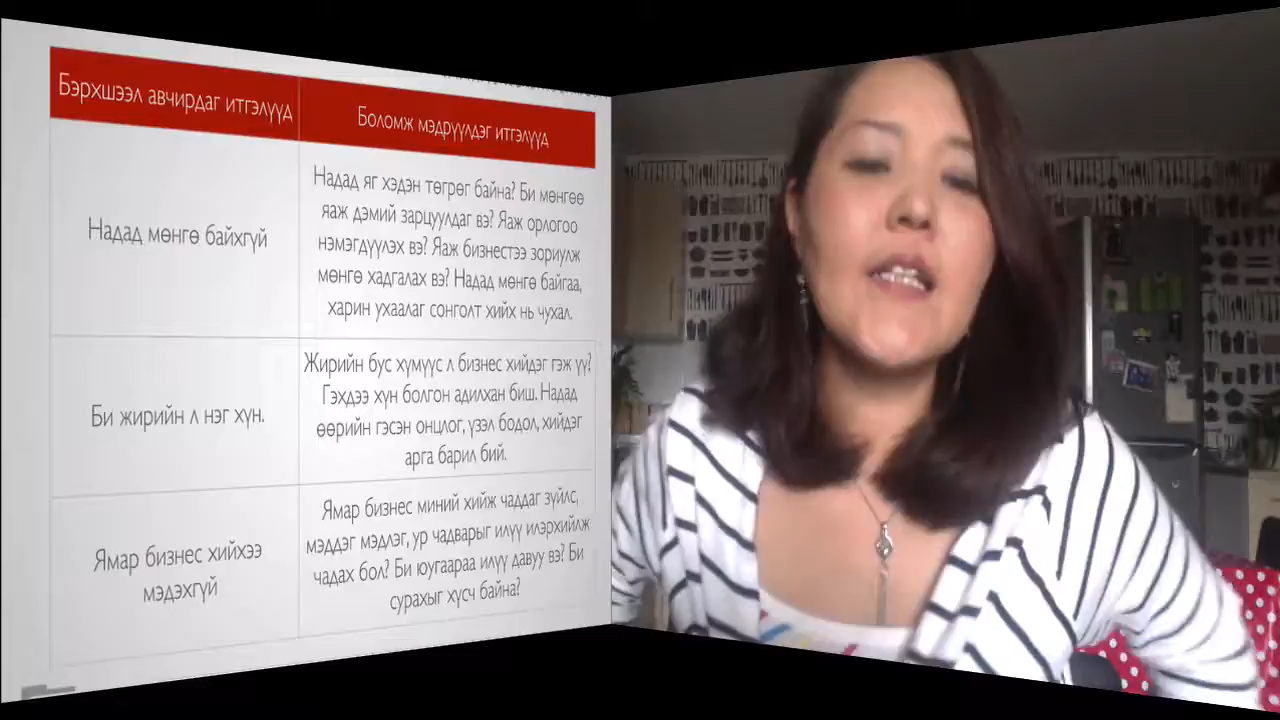 Бэрхшээл авчирдаг итгэлүүд
Боломж мэдрүүлдэг итгэлүүд
Надад мөнгө байхгүй
Надад яг хэдэн төгрөг байна? Би мөнгөө
яаж дэмий зарцуулдаг вэ? Яаж орлогоо
нэмэгдүүлэх вэ? Яаж бизнестээ зориулж
мөнгө хадгалах вэ? Надад мөнгө байгаа,
харин ухаалаг сонголт хийх нь чухал.
Би жирийн л нэг хүн.
Жирийн бус хүмүүс л бизнес хийдэг гэж үү?
Гэхдээ хүн болгон адилхан биш. Надад
өөрийн гэсэн онцлог, үзэл бодол, хийдэг
арга барил бий.
Ямар бизнес хийхээ
мэдэхгүй
Ямар бизнес миний хийж чаддаг зүйлс,
мэддэг мэдлэг, ур чадварыг илүү илэрхийлж
чадах бол? Би юугаараа илүү давуу вэ? Би
сурахыг хүсч байна?